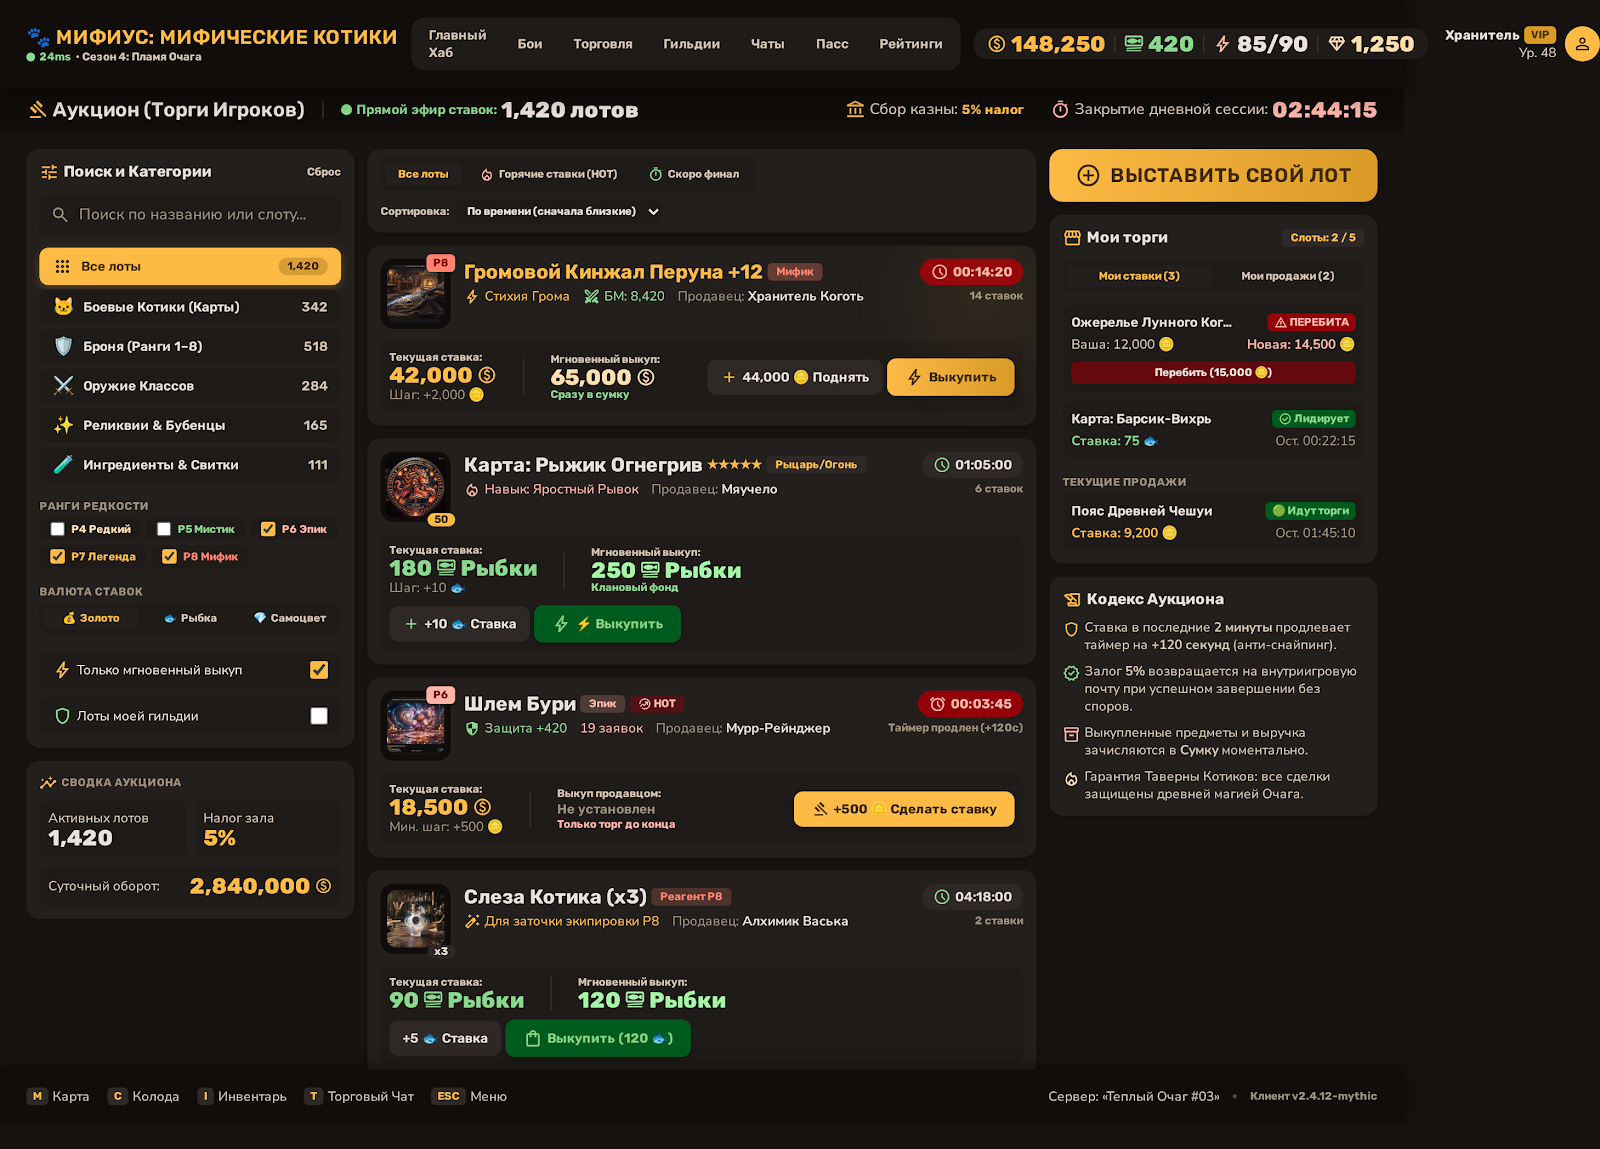 МИФИУС: МИФИЧЕСКИЕ КОТИКИ
24ms • Сезон 4: Пламя Очага
Главный Хаб
Бои
Торговля
Гильдии
Чаты
Пасс
Рейтинги
148,250
420
85/90
1,250
Хранитель VIP
Ур. 48
Аукцион (Торги Игроков)
Прямой эфир ставок: 1,420 лотов
Сбор казны: 5% налог
Закрытие дневной сессии: 02:44:15
Поиск и Категории
Сброс
Поиск по названию или слоту...
Все лоты 1,420
Боевые Котики (Карты) 342
Броня (Ранги 1-8) 518
Оружие Классов 284
Реликвии & Бубенцы 165
Ингредиенты & Свитки 111
РАНГИ РЕДКОСТИ
Р4 Редкий
Р5 Мистик
Р6 Эпик
Р7 Легенда
Р8 Мифик
ВАЛЮТА СТАВОК
Золото
Рыбка
Самоцвет
Только мгновенный выкуп
Лоты моей гильдии
СВОДКА АУКЦИОНА
Активных лотов
1,420
Налог зала
5%
Суточный оборот: 2,840,000
Все лоты
Горячие ставки (HOT)
Скоро финал
Сортировка: По времени (сначала близкие)
Р8
Громовой Кинжал Перуна +12 Мифик
00:14:20
Стихия Грома
БМ: 8,420
Продавец: Хранитель Коготь
14 ставок
Текущая ставка:
42,000
Шаг: +2,000
Мгновенный выкуп:
65,000
Сразу в сумку
+ 44,000 Поднять
Выкупить
50
Карта: Рыжик Огнегрив ★★★★★ Рыцарь/Огонь
01:05:00
Навык: Яростный Рывок
Продавец: Мяучело
6 ставок
Текущая ставка:
180 Рыбки
Шаг: +10
Мгновенный выкуп:
250 Рыбки
Клановый фонд
+ +10 Ставка
⚡ Выкупить
Р6
Шлем Бури Эпик HOT
00:03:45
Защита +420
19 заявок
Продавец: Мурр-Рейнджер
Таймер продлен (+120с)
Текущая ставка:
18,500
Мин. шаг: +500
Выкуп продавцом:
Не установлен
Только торг до конца
+500 Сделать ставку
x3
Слеза Котика (x3) Реагент Р8
04:18:00
Для заточки экипировки Р8
Продавец: Алхимик Васька
2 ставки
Текущая ставка:
90 Рыбки
Мгновенный выкуп:
120 Рыбки
+5 Ставка
Выкупить (120 )
ВЫСТАВИТЬ СВОЙ ЛОТ
Мои торги
Слоты: 2 / 5
Мои ставки (3)
Мои продажи (2)
Ожерелье Лунного Ког...
ПЕРЕБИТА
Ваша: 12,000
Новая: 14,500
Перебить (15,000 )
Карта: Барсик-Вихрь
Лидирует
Ставка: 75
Ост. 00:22:15
ТЕКУЩИЕ ПРОДАЖИ
Пояс Древней Чешуи
Идут торги
Ставка: 9,200
Ост. 01:45:10
Кодекс Аукциона
Ставка в последние 2 минуты продлевает
таймер на +120 секунд (анти-снайпинг).
Залог 5% возвращается на внутриигровую
почту при успешном завершении без
споров.
Выкупленные предметы и выручка
зачисляются в Сумку моментально.
Гарантия Таверны Котиков: все сделки
защищены древней магией Очага.
M Карта
C Колода
I Инвентарь
T Торговый Чат
ESC Меню
Сервер: «Теплый Очаг #03» • Клиент v2.4.12-mythic